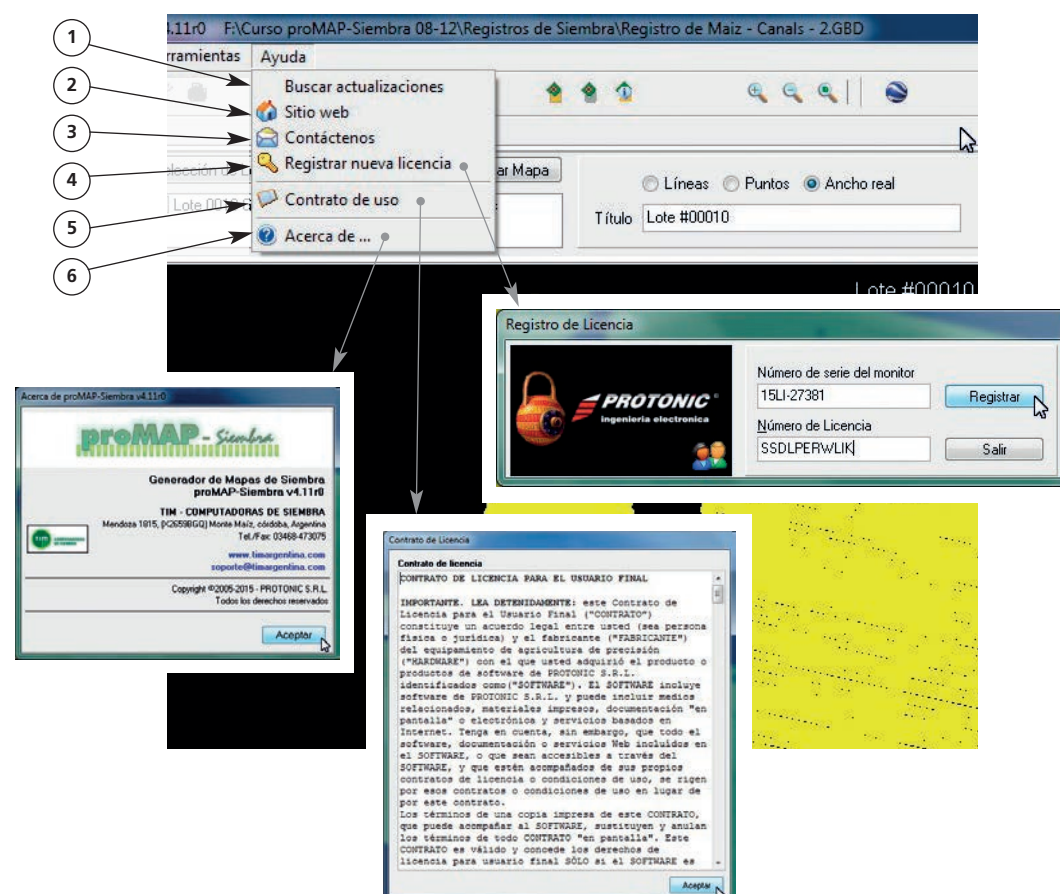 1
2
3
4
5
6
4.11r0 F:\Curso proMAP-Siembra 08-12\Registros de Siembra\Registro de Maiz - Canals - 2.GBD
rramientas Ayuda
Buscar actualizaciones
Sitio web
Contáctenos
Registrar nueva licencia
Contrato de uso
Acerca de ...
ar Mapa
Líneas Puntos Ancho real
Título Lote #00010
Lote #00010
Registro de Licencia
PROTONIC
ingenieria electronica
Número de serie del monitor
15LI-27381
Registrar
Número de Licencia
SSDLPERWLIK
Salir
Acerca de proMAP-Siembra v4.11r0
proMAP - Siembra
Generador de Mapas de Siembra
proMAP-Siembra v4.11r0
TIM - COMPUTADORAS DE SIEMBRA
Mendoza 1815, (X2659BGQ) Monte Maíz, córdoba, Argentina
Tel./Fax: 03468-473075
www.timargentina.com
soporte@timargentina.com
Copyright ©2005-2015 - PROTONIC S.R.L.
Todos los derechos reservados
Aceptar
Contrato de Licencia
Contrato de licencia
CONTRATO DE LICENCIA PARA EL USUARIO FINAL
IMPORTANTE. LEA DETENIDAMENTE: este Contrato de
Licencia para el Usuario Final ("CONTRATO")
constituye un acuerdo legal entre usted (sea persona
física o jurídica) y el fabricante ("FABRICANTE")
del equipamiento de agricultura de precisión
("HARDWARE") con el que usted adquirió el producto o
productos de software de PROTONIC S.R.L.
identificados como("SOFTWARE"). El SOFTWARE incluye
software de PROTONIC S.R.L. y puede incluir medios
relacionados, materiales impresos, documentación "en
pantalla" o electrónica y servicios basados en
Internet. Tenga en cuenta, sin embargo, que todo el
software, documentación o servicios Web incluidos en
el SOFTWARE, o que sean accesibles a través del
SOFTWARE, y que estén acompañados de sus propios
contratos de licencia o condiciones de uso, se rigen
por esos contratos o condiciones de uso en lugar de
por este contrato.
Los términos de una copia impresa de este CONTRATO,
que puede acompañar al SOFTWARE, sustituyen y anulan
los términos de todo CONTRATO "en pantalla". Este
CONTRATO es válido y concede los derechos de
licencia para usuario final SÓLO si el SOFTWARE es
Aceptar